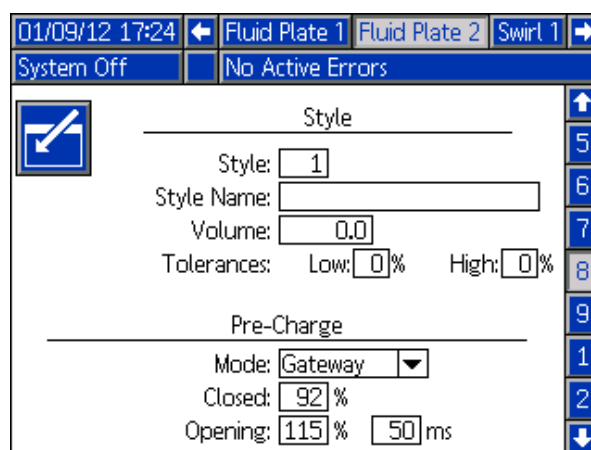 01/09/12 17:24 Fluid Plate 1 Fluid Plate 2 Swirl 1
System Off No Active Errors
Style
Style: 1
Style Name:
Volume: 0.0
Tolerances: Low: 0 % High: 0 %
Pre-Charge
Mode: Gateway
Closed: 92 %
Opening: 115 % 50 ms
5
6
7
8
9
1
2